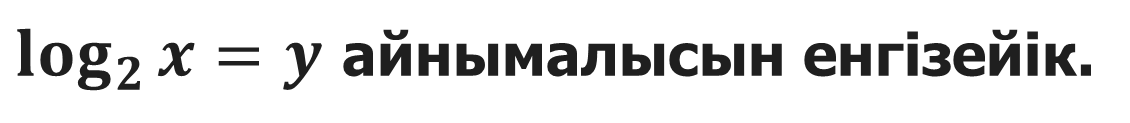 log₂ x = y айнымалысын енгізейік.